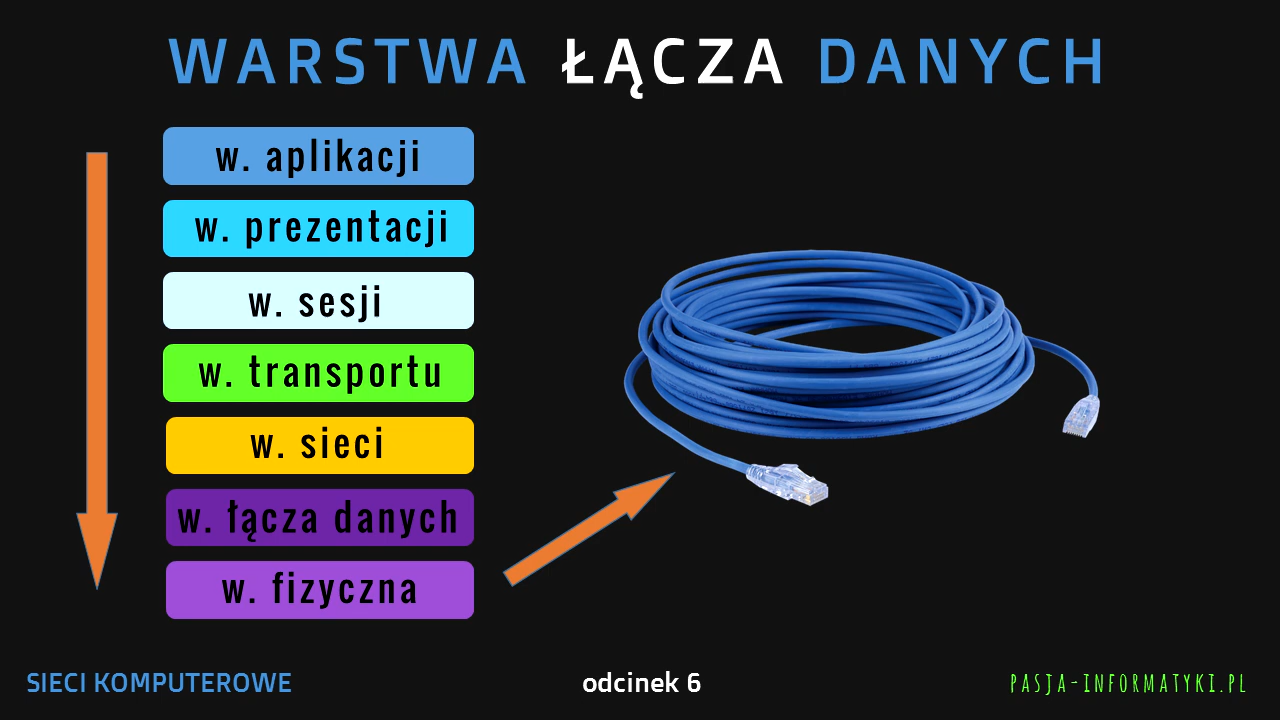 WARSTWA ŁĄCZA DANYCH
w. aplikacji
w. prezentacji
w. sesji
w. transportu
w. sieci
w. łącza danych
w. fizyczna
SIECI KOMPUTEROWE
odcinek 6
PASJA-INFORMATYKI.PL